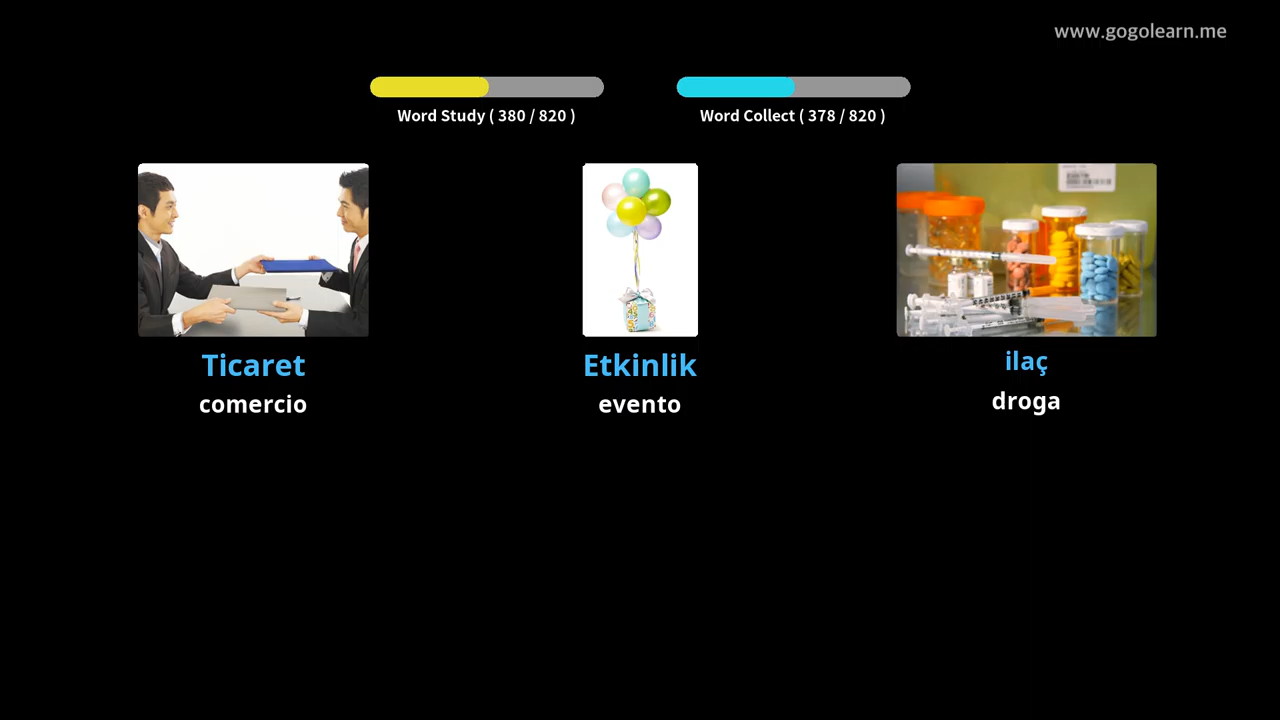 www.gogolearn.me
Word Study ( 380 / 820 )
Word Collect ( 378 / 820 )
Ticaret
comercio
Etkinlik
evento
ilaç
droga